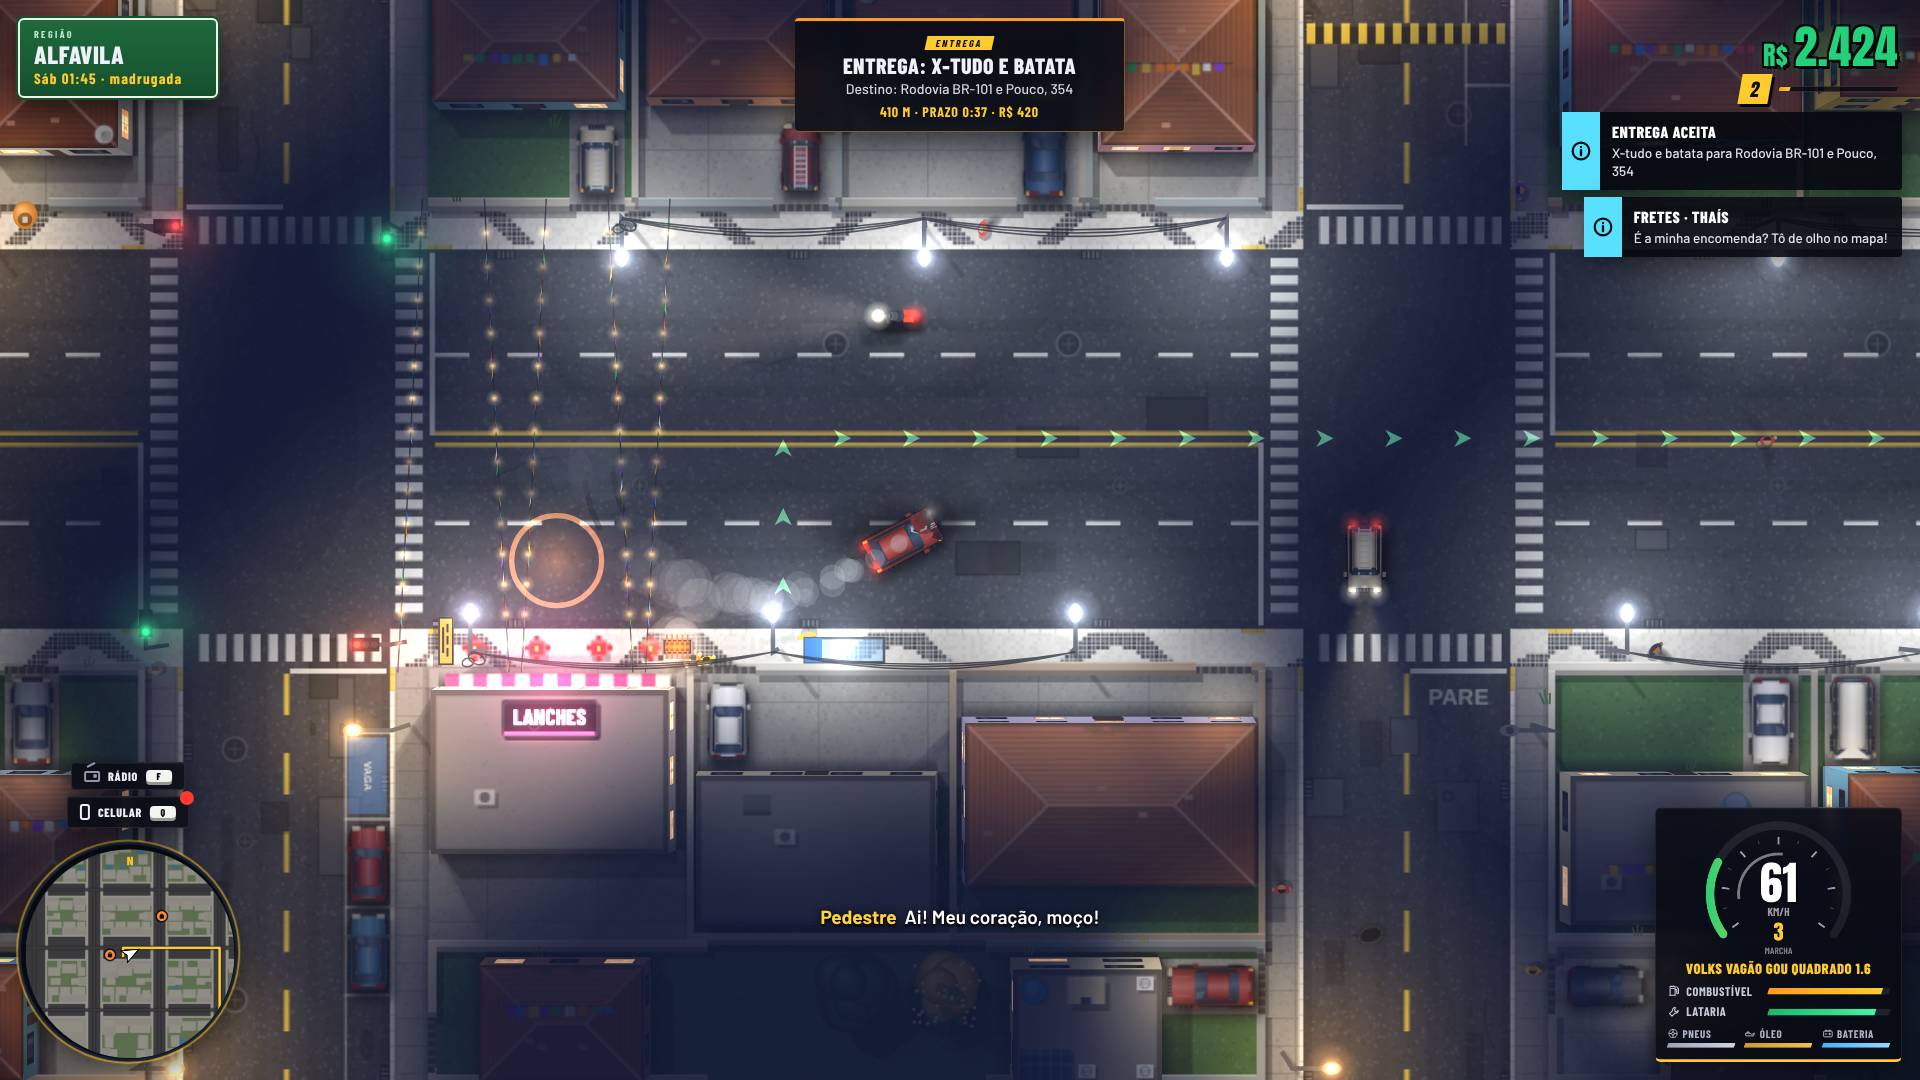 REGIÃO
ALFAVILA
Sáb 01:45 · madrugada
ENTREGA
ENTREGA: X-TUDO E BATATA
Destino: Rodovia BR-101 e Pouco, 354
410 M · PRAZO 0:37 · R$ 420
R$ 2.424
2
ENTREGA ACEITA
X-tudo e batata para Rodovia BR-101 e Pouco,
354
FRETES · THAÍS
É a minha encomenda? Tô de olho no mapa!
LANCHES
PARE
VAGA
RÁDIO F
CELULAR Q
N
Pedestre Ai! Meu coração, moço!
61
KM/H
3
MARCHA
VOLKS VAGÃO GOU QUADRADO 1.6
COMBUSTÍVEL
LATARIA
PNEUS ÓLEO BATERIA